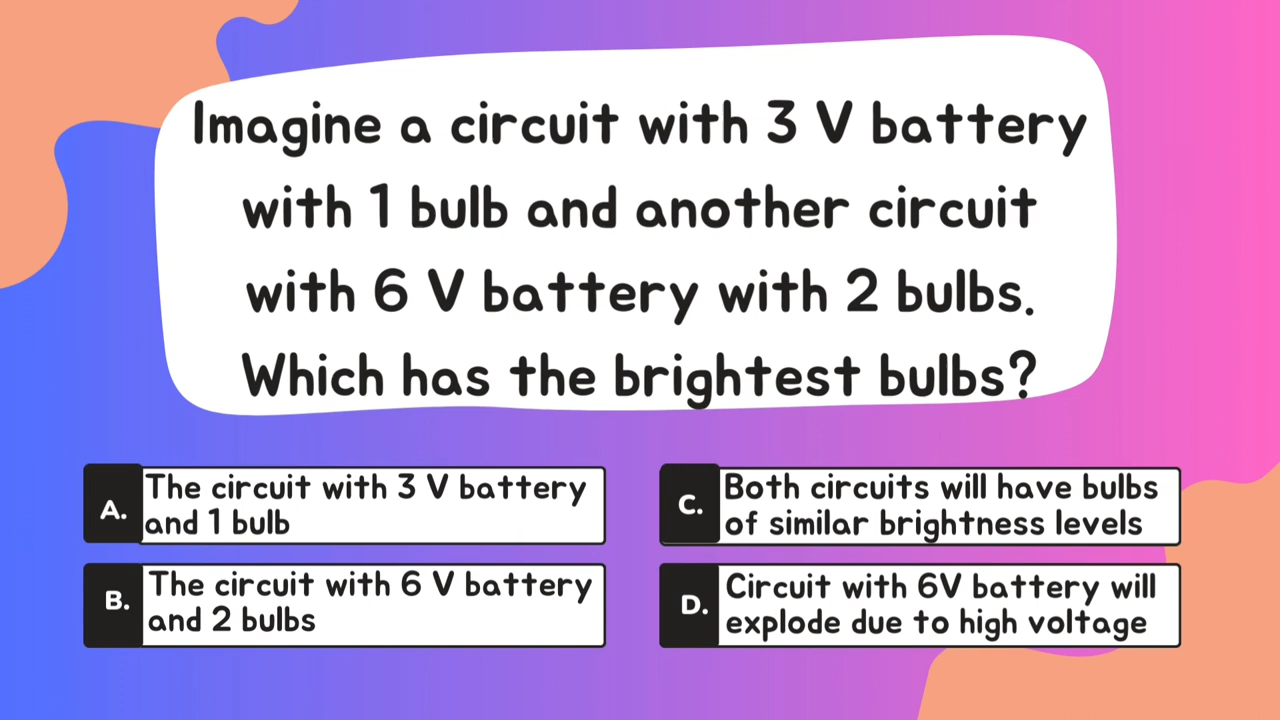 Imagine a circuit with 3 V battery
with 1 bulb and another circuit
with 6 V battery with 2 bulbs.
Which has the brightest bulbs?
A.
The circuit with 3 V battery
and 1 bulb
B.
The circuit with 6 V battery
and 2 bulbs
C.
Both circuits will have bulbs
of similar brightness levels
D.
Circuit with 6V battery will
explode due to high voltage